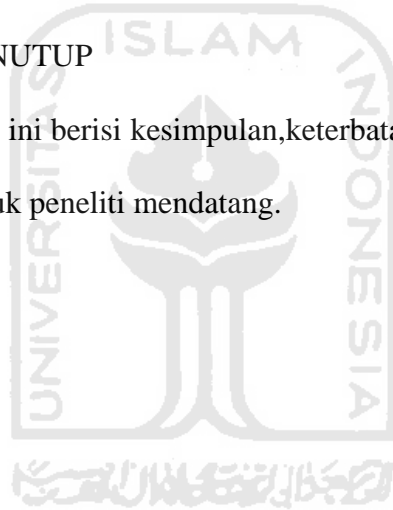 ISLAM
NUTUP
ini berisi kesimpulan,keterbata
uk peneliti mendatang.
UNIVERSITAS
INDONESIA